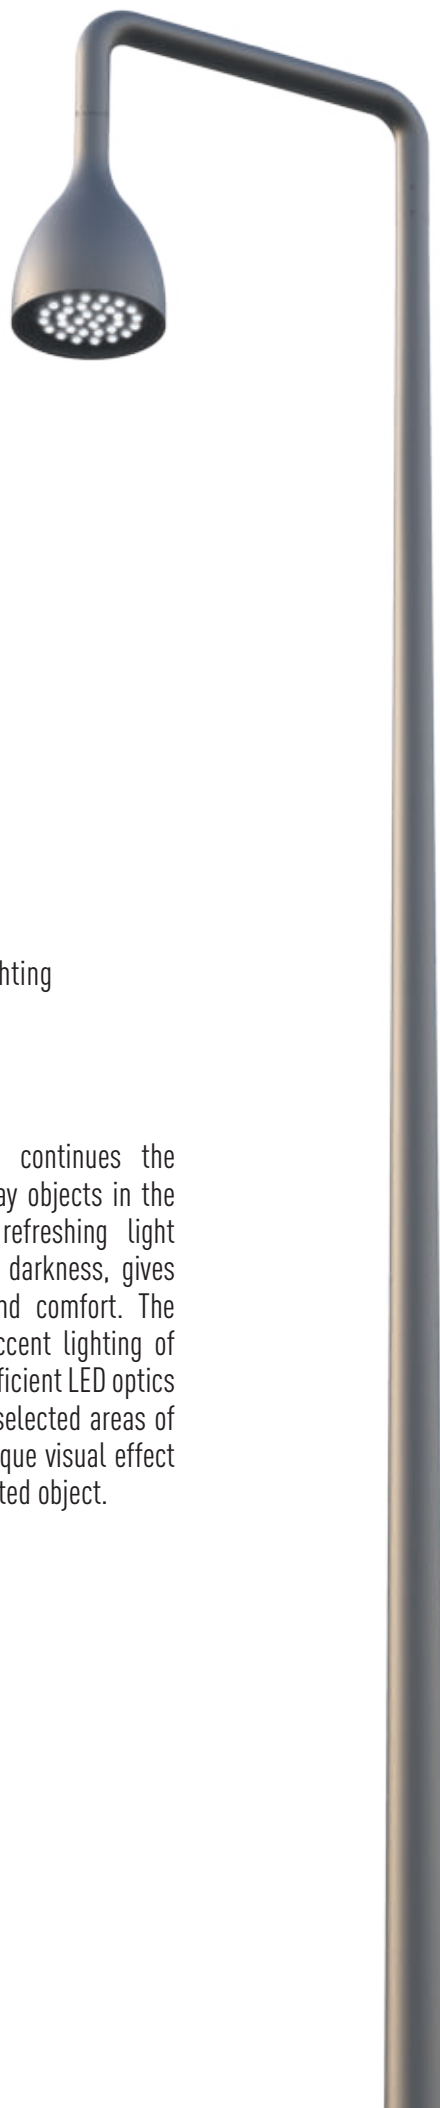 hting
continues the
ay objects in the
refreshing light
darkness, gives
nd comfort. The
ccent lighting of
ficient LED optics
selected areas of
que visual effect
ted object.